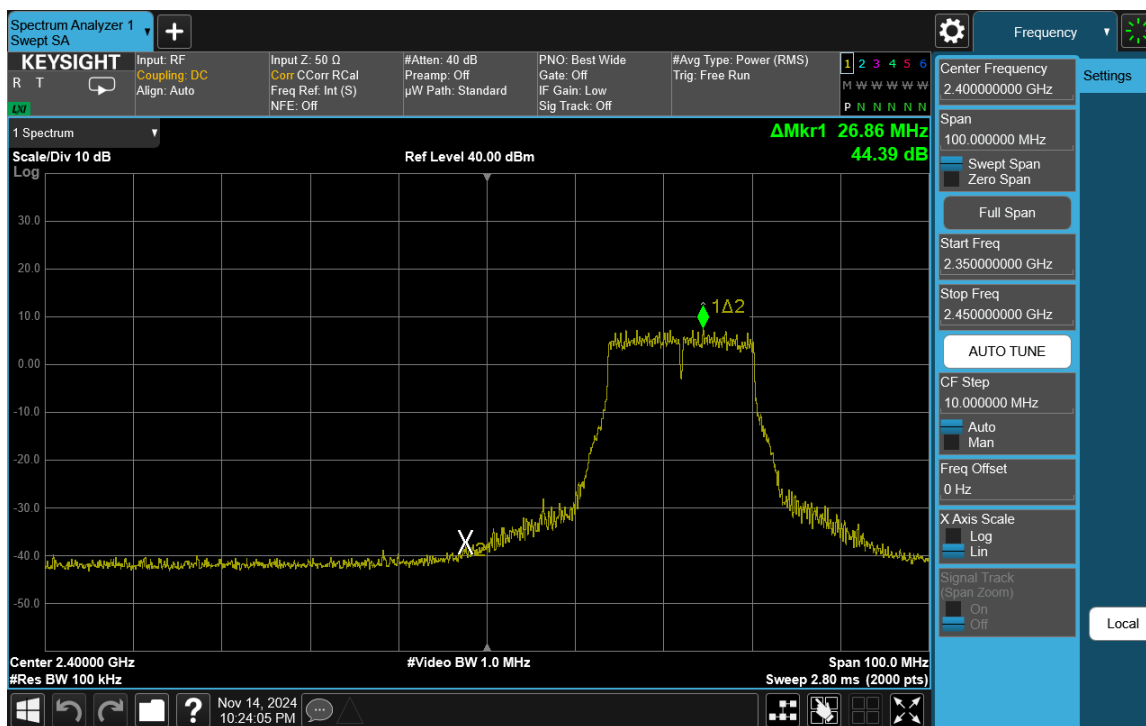 Spectrum Analyzer 1
Swept SA
+
Frequency
KEYSIGHT
R T
LXI
Input: RF
Coupling: DC
Align: Auto
Input Z: 50 Ω
Corr CCorr RCal
Freq Ref: Int (S)
NFE: Off
#Atten: 40 dB
Preamp: Off
µW Path: Standard
PNO: Best Wide
Gate: Off
IF Gain: Low
Sig Track: Off
#Avg Type: Power (RMS)
Trig: Free Run
1 2 3 4 5 6
M W W W W W
P N N N N N
1 Spectrum
Scale/Div 10 dB
Log
Ref Level 40.00 dBm
ΔMkr1 26.86 MHz
44.39 dB
30.0
20.0
10.0
0.00
-10.0
-20.0
-30.0
-40.0
-50.0
1Δ2
X
Center 2.40000 GHz
#Res BW 100 kHz
#Video BW 1.0 MHz
Span 100.0 MHz
Sweep 2.80 ms (2000 pts)
Center Frequency
2.400000000 GHz
Span
100.000000 MHz
Swept Span
Zero Span
Full Span
Start Freq
2.350000000 GHz
Stop Freq
2.450000000 GHz
AUTO TUNE
CF Step
10.000000 MHz
Auto
Man
Freq Offset
0 Hz
X Axis Scale
Log
Lin
Signal Track
(Span Zoom)
On
Off
Settings
Local
?
Nov 14, 2024
10:24:05 PM